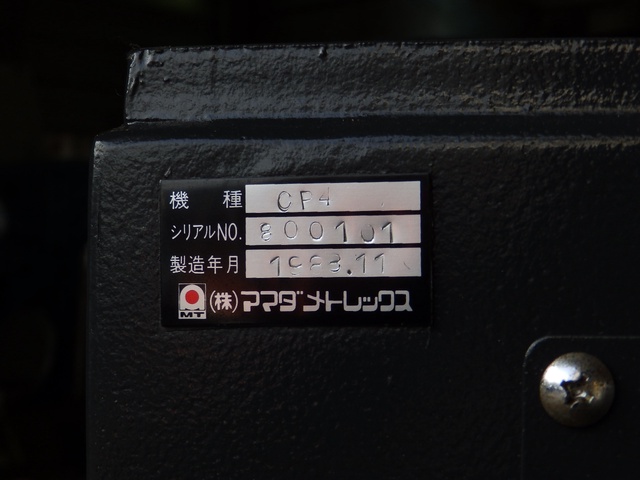 機種 CP4
シリアルNO. 800101
製造年月 1988.11
MT (株)アマダメトレックス